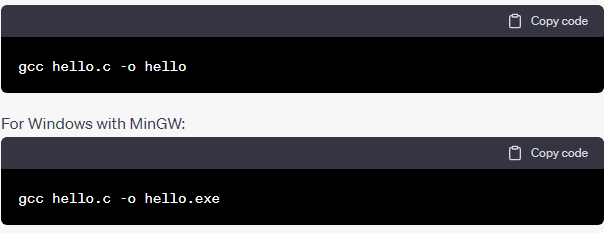 Copy code
gcc hello.c -o hello
For Windows with MinGW:
Copy code
gcc hello.c -o hello.exe